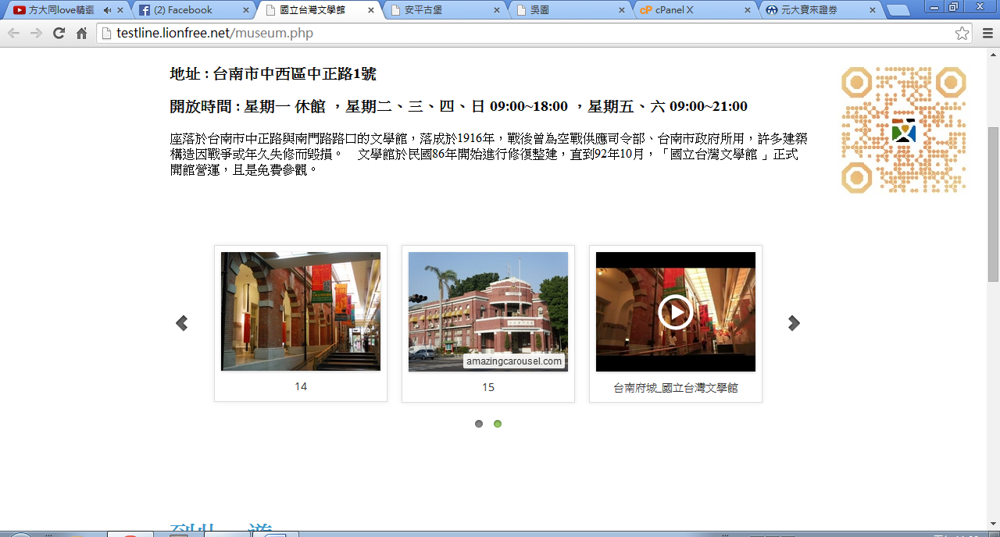 方大同love精選
(2) Facebook
國立台灣文學館
安平古堡
吳園
cP cPanel X
元大寶來證券
testline.lionfree.net/museum.php
地址 : 台南市中西區中正路1號
開放時間 : 星期一 休館 ，星期二、三、四、日 09:00~18:00 ，星期五、六 09:00~21:00
座落於台南市中正路與南門路路口的文學館，落成於1916年，戰後曾為空戰供應司令部、台南市政府所用，許多建築
構造因戰爭或年久失修而毀損。 文學館於民國86年開始進行修復整建，直到92年10月，「國立台灣文學館 」正式
開館營運，且是免費參觀。
amazingcarousel.com
14
15
台南府城_國立台灣文學館
到此一遊